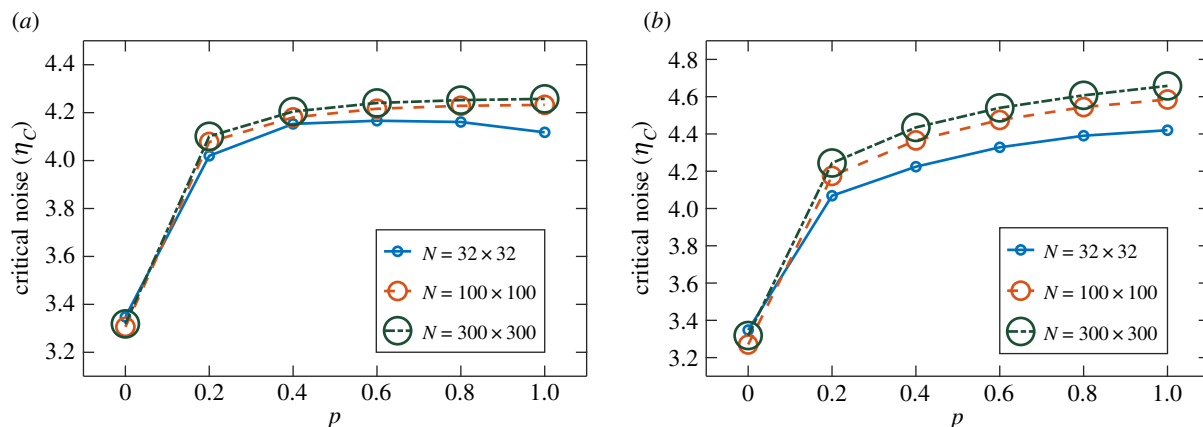 (a)
critical noise (ηC)
4.4
4.2
4.0
3.8
3.6
3.4
3.2
N = 32 × 32
N = 100 × 100
N = 300 × 300
0 0.2 0.4 0.6 0.8 1.0
p
(b)
critical noise (ηC)
4.8
4.6
4.4
4.2
4.0
3.8
3.6
3.4
3.2
N = 32 × 32
N = 100 × 100
N = 300 × 300
0 0.2 0.4 0.6 0.8 1.0
p